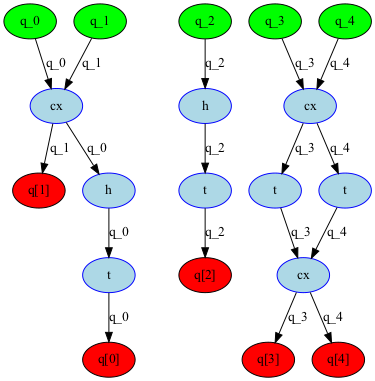 q_0 q_1 q_2 q_3 q_4
q_0 q_1 q_2 q_3 q_4
cx h cx
q_1 q_0 q_2 q_3 q_4
q[1] h t t t
q_0 q_2 q_3 q_4
t q[2] cx
q_0 q_3 q_4
q[0] q[3] q[4]